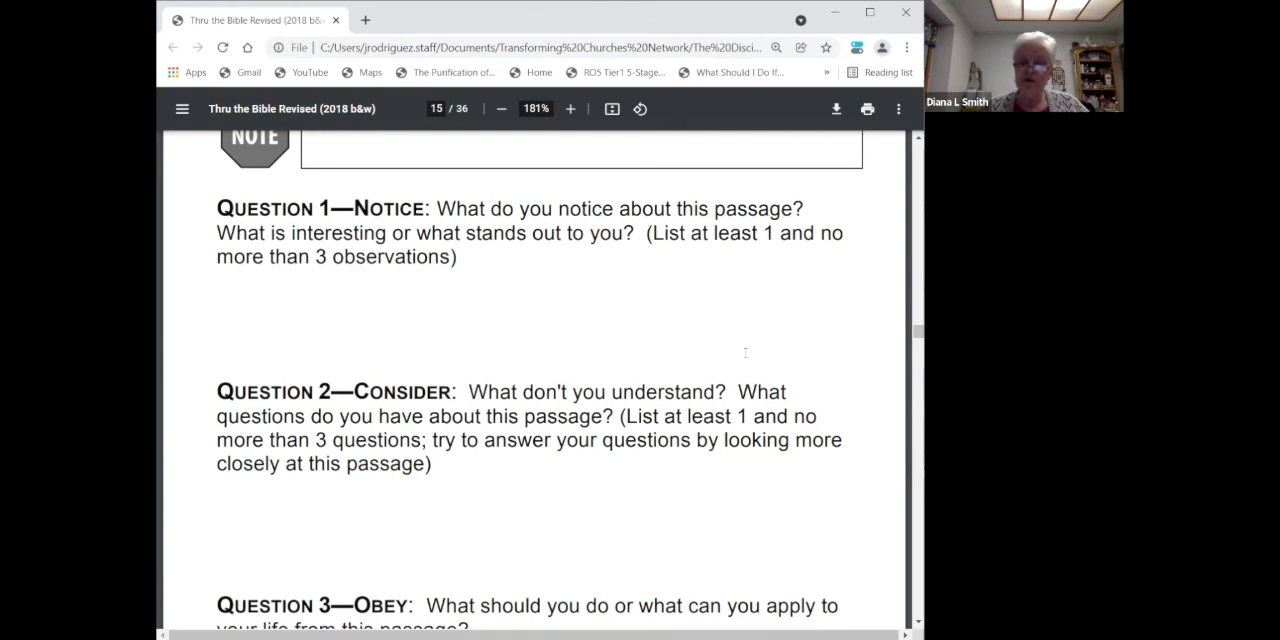 Thru the Bible Revised (2018 b&w
File
C:/Users/jrodriguez.staff/Documents/Transforming%20Churches%20Network/The%20Disci...
Apps
Gmail
YouTube
Maps
The Purification of...
Home
RO5 Tier1 5-Stage...
What Should I Do If...
»
Reading list
Thru the Bible Revised (2018 b&w)
15 / 36
181%
Diana L Smith
NOTE
QUESTION 1—NOTICE: What do you notice about this passage?
What is interesting or what stands out to you? (List at least 1 and no
more than 3 observations)
QUESTION 2—CONSIDER: What don't you understand? What
questions do you have about this passage? (List at least 1 and no
more than 3 questions; try to answer your questions by looking more
closely at this passage)
QUESTION 3—OBEY: What should you do or what can you apply to
your life from this passage?